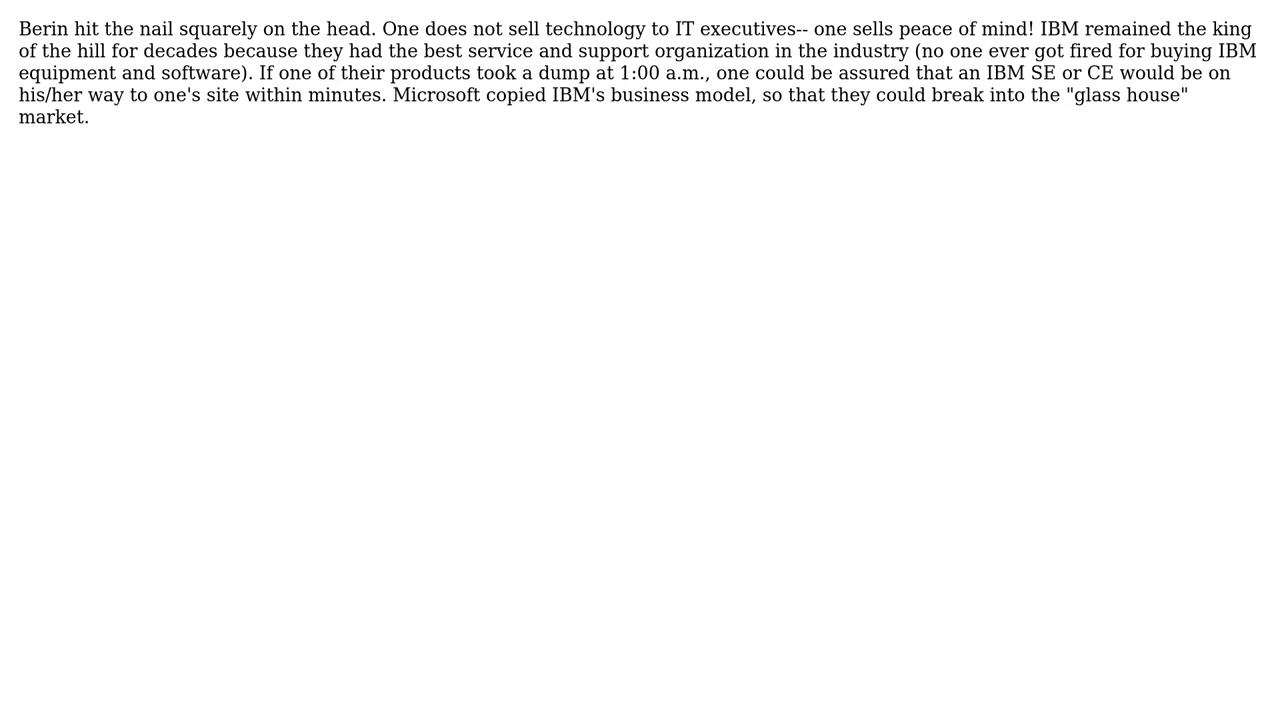 Berin hit the nail squarely on the head. One does not sell technology to IT executives-- one sells peace of mind! IBM remained the king
of the hill for decades because they had the best service and support organization in the industry (no one ever got fired for buying IBM
equipment and software). If one of their products took a dump at 1:00 a.m., one could be assured that an IBM SE or CE would be on
his/her way to one's site within minutes. Microsoft copied IBM's business model, so that they could break into the "glass house"
market.